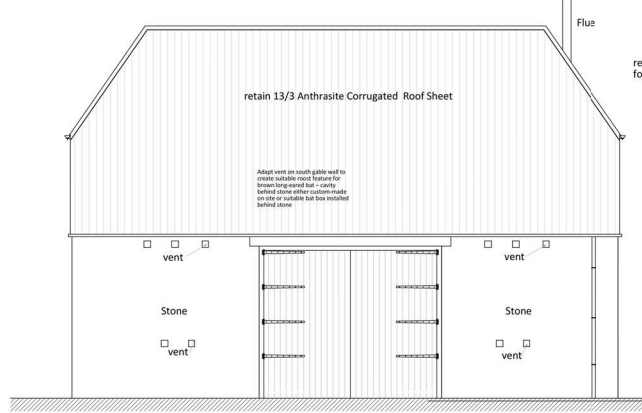 Flue
re
fo
retain 13/3 Anthrasite Corrugated Roof Sheet
Adapt vent on south gable wall to
create suitable roost feature for
brown long-eared bat – cavity
behind stone either custom-made
on site or suitable bat box installed
behind stone
vent
vent
Stone
Stone
vent
vent